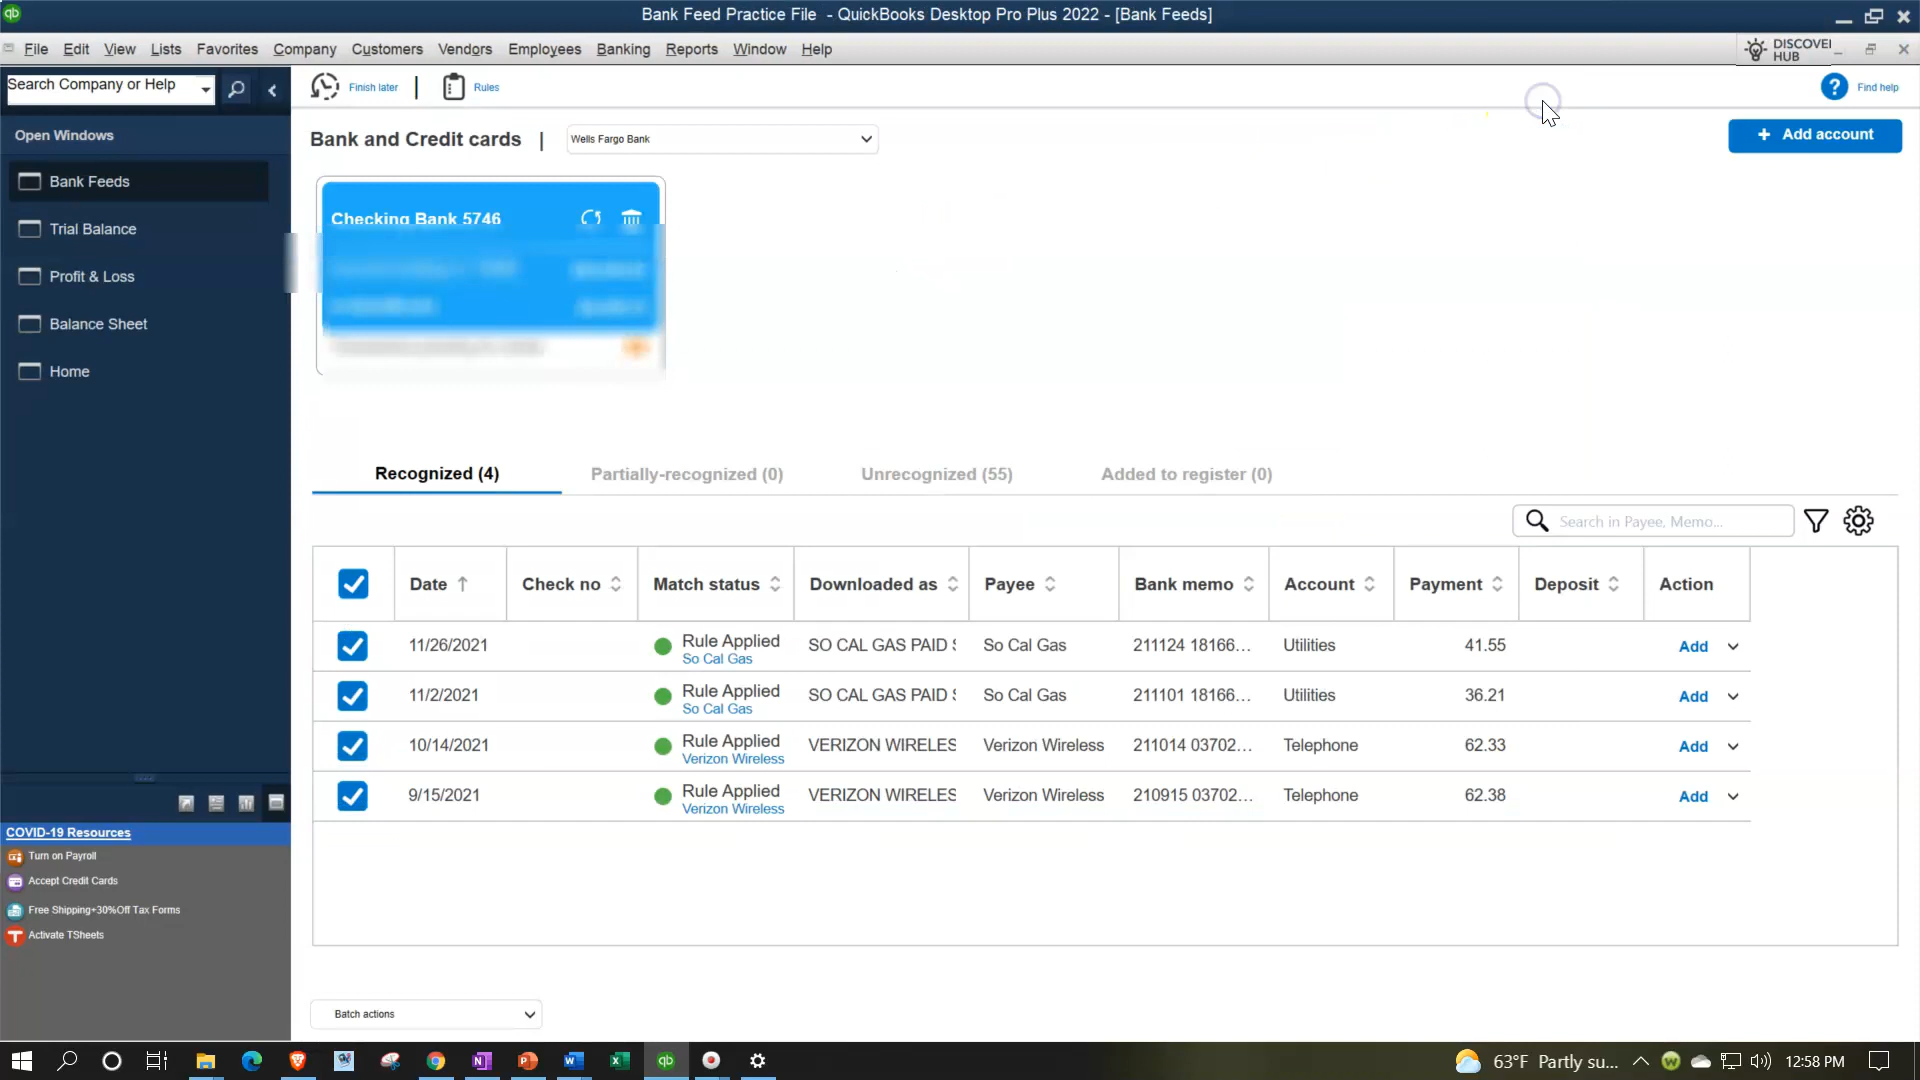 qb
Bank Feed Practice File - QuickBooks Desktop Pro Plus 2022 - [Bank Feeds]
File Edit View Lists Favorites Company Customers Vendors Employees Banking Reports Window Help
DISCOVEI
HUB
Search Company or Help
Finish later
Rules
? Find help
Open Windows
Bank Feeds
Trial Balance
Profit & Loss
Balance Sheet
Home
Bank and Credit cards | Wells Fargo Bank
+ Add account
Checking Bank 5746
Recognized (4) Partially-recognized (0) Unrecognized (55) Added to register (0)
Search in Payee, Memo...
Date Check no Match status Downloaded as Payee Bank memo Account Payment Deposit Action
11/26/2021 Rule Applied SO CAL GAS PAID So Cal Gas 211124 18166... Utilities 41.55 Add
So Cal Gas
11/2/2021 Rule Applied SO CAL GAS PAID So Cal Gas 211101 18166... Utilities 36.21 Add
So Cal Gas
10/14/2021 Rule Applied VERIZON WIRELES Verizon Wireless 211014 03702... Telephone 62.33 Add
Verizon Wireless
9/15/2021 Rule Applied VERIZON WIRELES Verizon Wireless 210915 03702... Telephone 62.38 Add
Verizon Wireless
COVID-19 Resources
Turn on Payroll
Accept Credit Cards
Free Shipping+30%Off Tax Forms
Activate TSheets
Batch actions
63°F Partly su...
12:58 PM